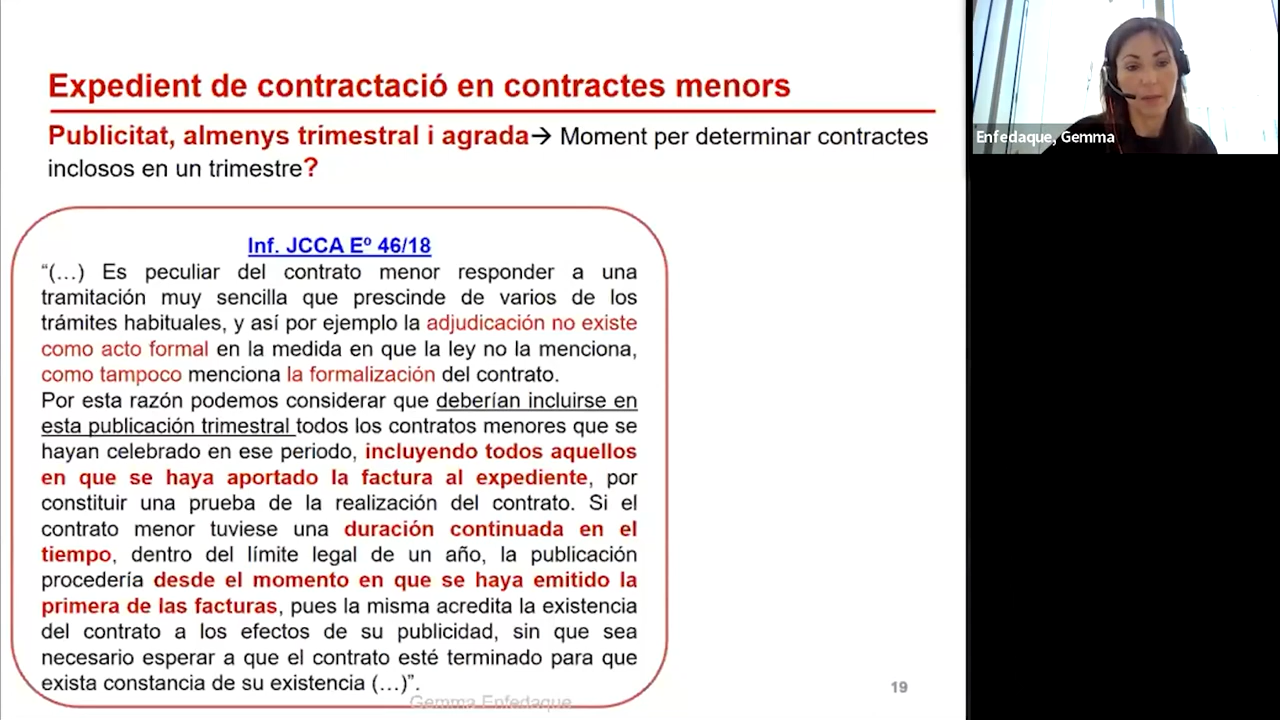 Expedient de contractació en contractes menors
Publicitat, almenys trimestral i agrada→ Moment per determinar contractes
inclosos en un trimestre?
Inf. JCCA Eº 46/18
“(…) Es peculiar del contrato menor responder a una
tramitación muy sencilla que prescinde de varios de los
trámites habituales, y así por ejemplo la adjudicación no existe
como acto formal en la medida en que la ley no la menciona,
como tampoco menciona la formalización del contrato.
Por esta razón podemos considerar que deberían incluirse en
esta publicación trimestral todos los contratos menores que se
hayan celebrado en ese periodo, incluyendo todos aquellos
en que se haya aportado la factura al expediente, por
constituir una prueba de la realización del contrato. Si el
contrato menor tuviese una duración continuada en el
tiempo, dentro del límite legal de un año, la publicación
procedería desde el momento en que se haya emitido la
primera de las facturas, pues la misma acredita la existencia
del contrato a los efectos de su publicidad, sin que sea
necesario esperar a que el contrato esté terminado para que
exista constancia de su existencia (…)”.
Gemma Enfedaque
19
Enfedaque, Gemma